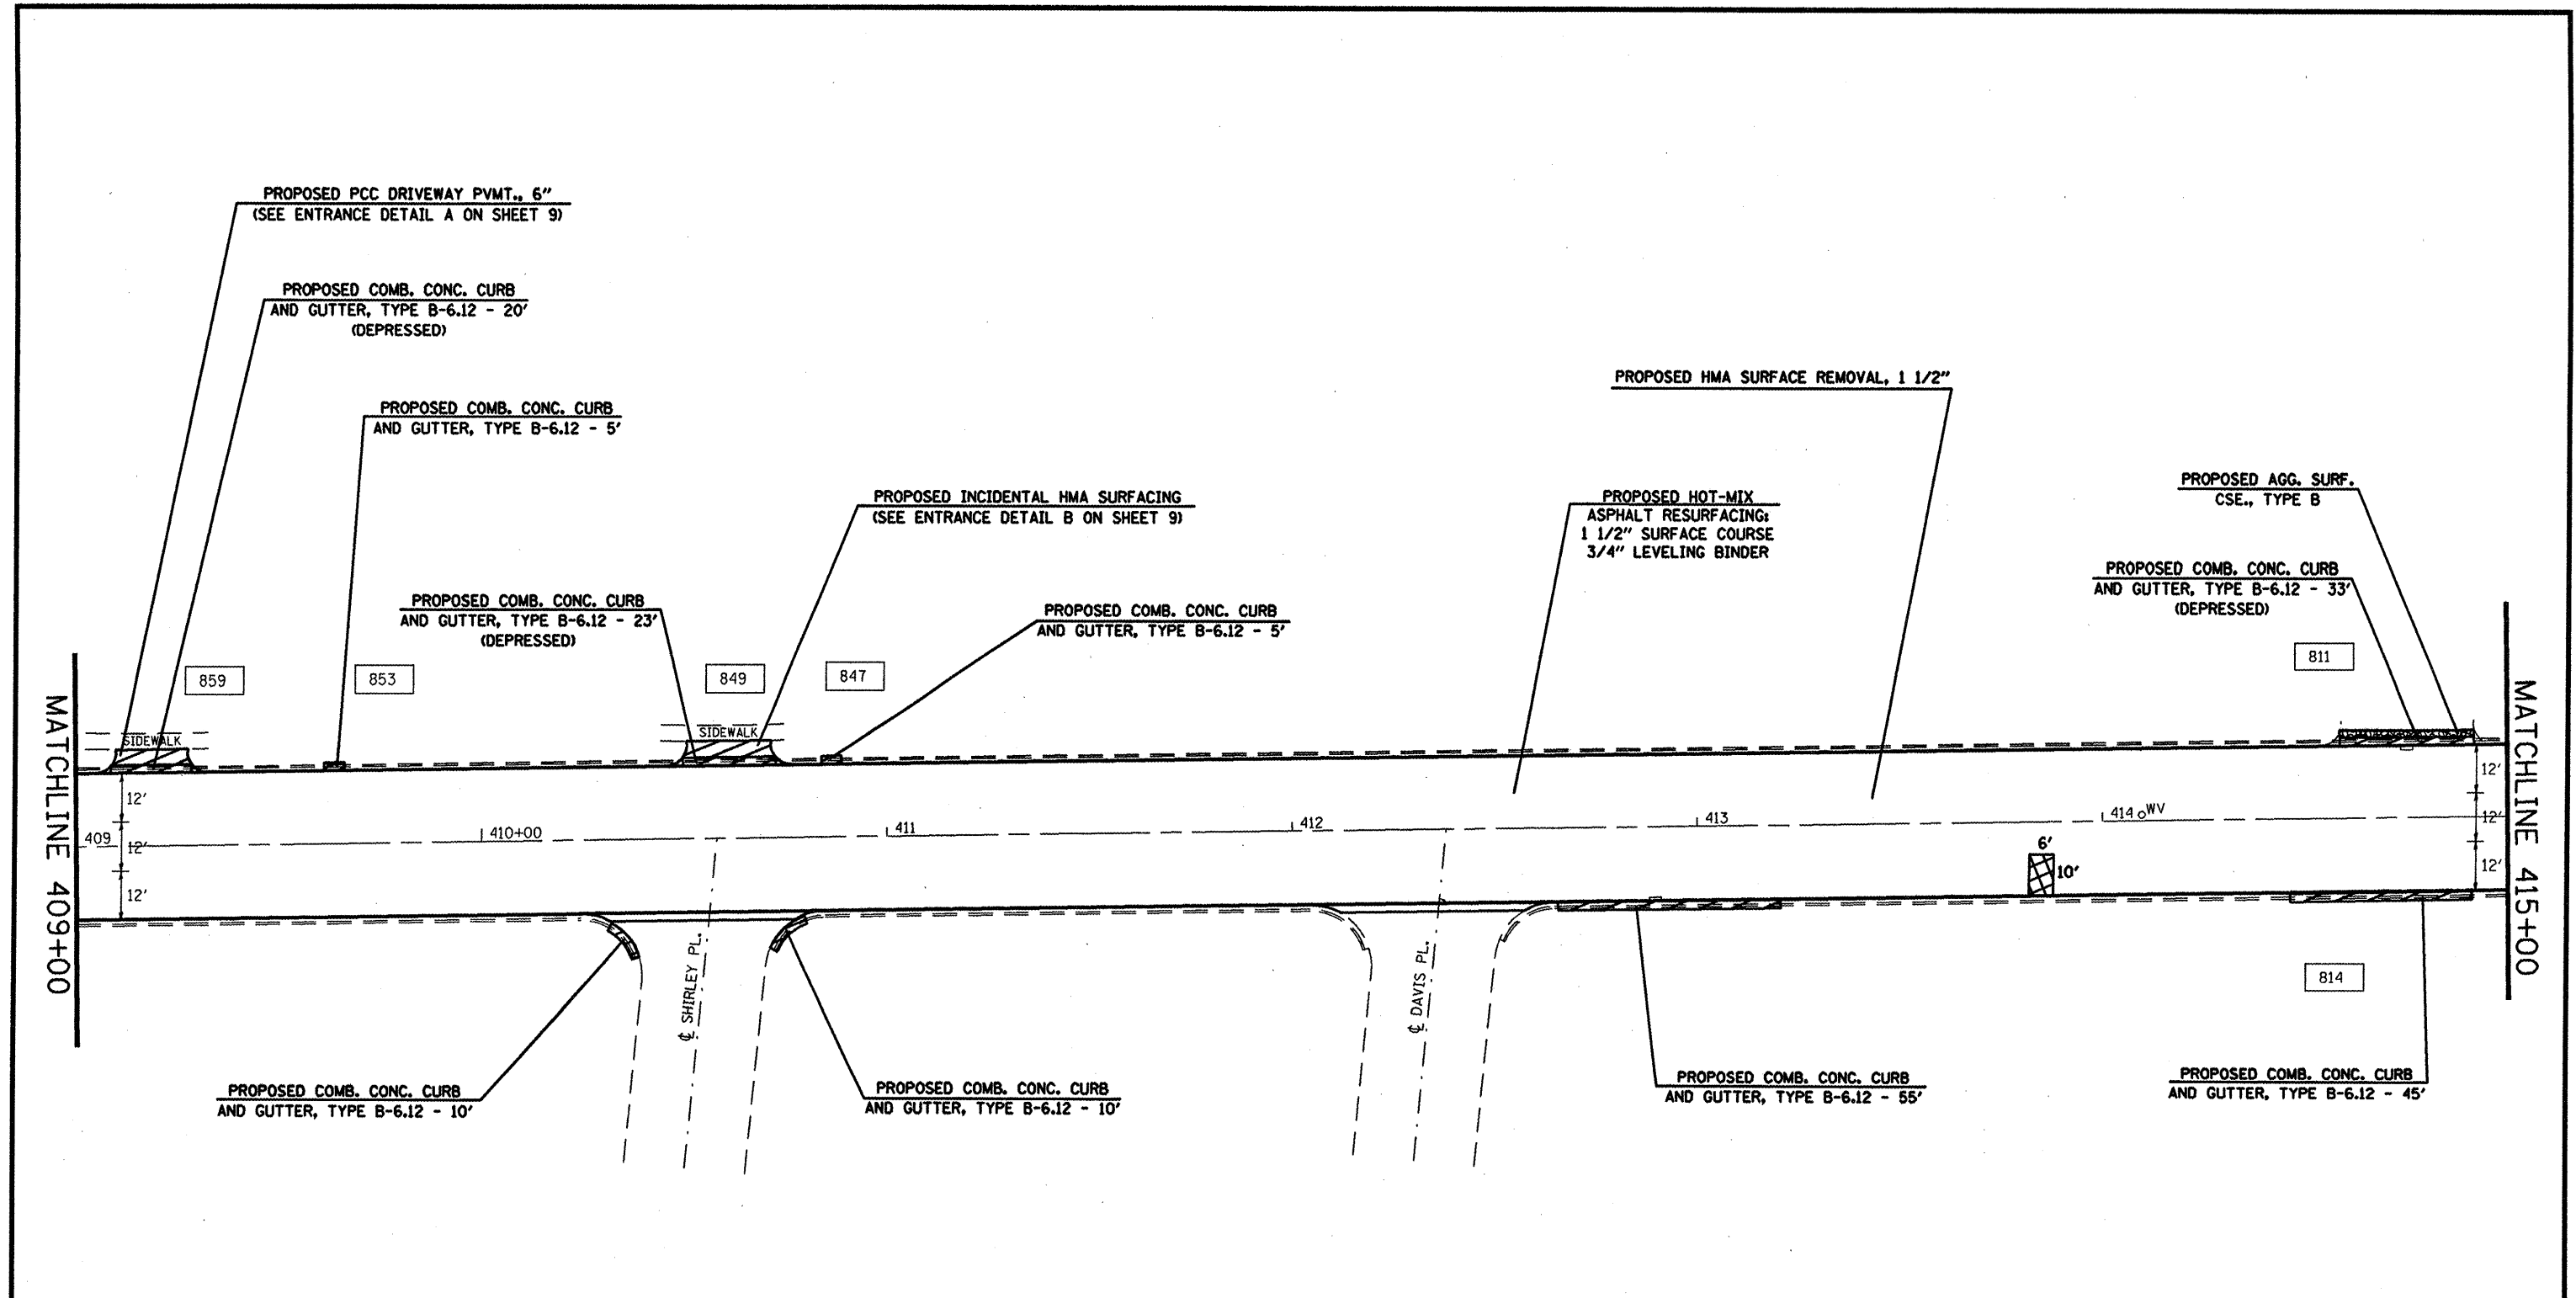 PROPOSED PCC DRIVEWAY PVMT., 6"
(SEE ENTRANCE DETAIL A ON SHEET 9)
PROPOSED COMB. CONC. CURB
AND GUTTER, TYPE B-6.12 - 20'
(DEPRESSED)
PROPOSED COMB. CONC. CURB
AND GUTTER, TYPE B-6.12 - 5'
PROPOSED HMA SURFACE REMOVAL, 1 1/2"
PROPOSED INCIDENTAL HMA SURFACING
(SEE ENTRANCE DETAIL B ON SHEET 9)
PROPOSED HOT-MIX
ASPHALT RESURFACING:
1 1/2" SURFACE COURSE
3/4" LEVELING BINDER
PROPOSED AGG. SURF.
CSE., TYPE B
PROPOSED COMB. CONC. CURB
AND GUTTER, TYPE B-6.12 - 33'
(DEPRESSED)
PROPOSED COMB. CONC. CURB
AND GUTTER, TYPE B-6.12 - 23'
(DEPRESSED)
PROPOSED COMB. CONC. CURB
AND GUTTER, TYPE B-6.12 - 5'
859
853
849
847
811
MATCHLINE 409+00
SIDEWALK
SIDEWALK
MATCHLINE 415+00
12'
12'
12'
409
410+00
411
412
413
414
WV
12'
12'
12'
6'
10'
℄ SHIRLEY PL.
℄ DAVIS PL.
814
PROPOSED COMB. CONC. CURB
AND GUTTER, TYPE B-6.12 - 10'
PROPOSED COMB. CONC. CURB
AND GUTTER, TYPE B-6.12 - 10'
PROPOSED COMB. CONC. CURB
AND GUTTER, TYPE B-6.12 - 55'
PROPOSED COMB. CONC. CURB
AND GUTTER, TYPE B-6.12 - 45'